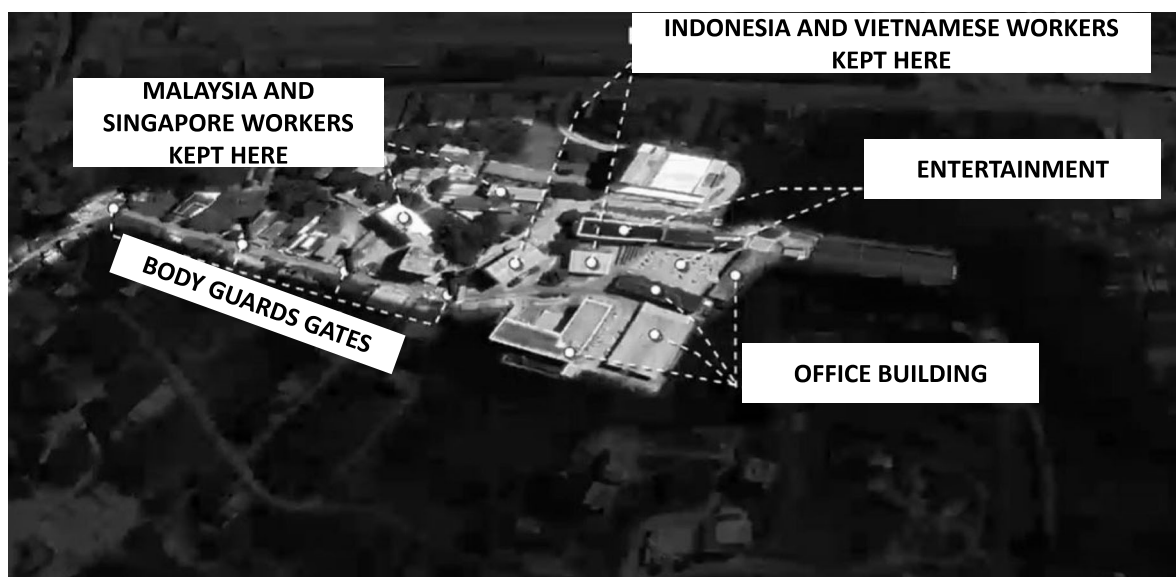 INDONESIA AND VIETNAMESE WORKERS
KEPT HERE
MALAYSIA AND
SINGAPORE WORKERS
KEPT HERE
ENTERTAINMENT
BODY GUARDS GATES
OFFICE BUILDING